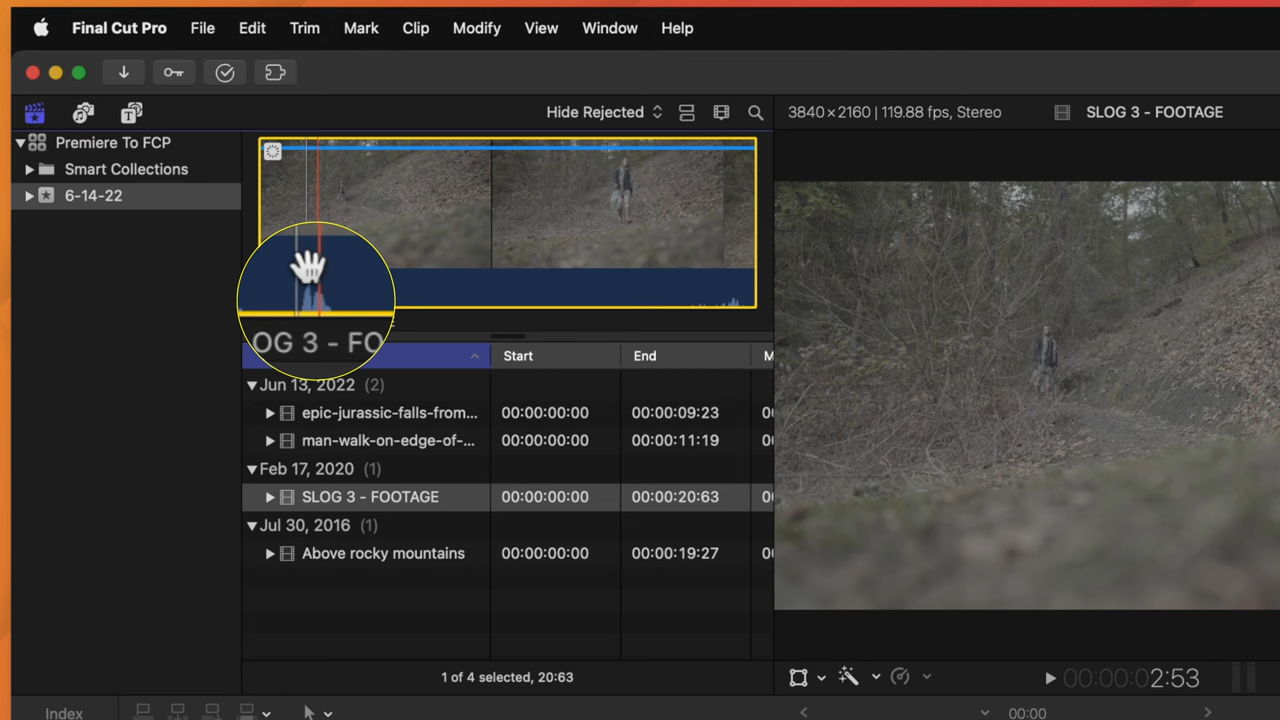 Final Cut Pro File Edit Trim Mark Clip Modify View Window Help
Hide Rejected
3840×2160 | 119.88 fps, Stereo
SLOG 3 - FOOTAGE
Premiere To FCP
Smart Collections
6-14-22
OG 3 - FO
Start End M
Jun 13, 2022 (2)
epic-jurassic-falls-from... 00:00:00:00 00:00:09:23 00
man-walk-on-edge-of-... 00:00:00:00 00:00:11:19 00
Feb 17, 2020 (1)
SLOG 3 - FOOTAGE 00:00:00:00 00:00:20:63 00
Jul 30, 2016 (1)
Above rocky mountains 00:00:00:00 00:00:19:27 00
1 of 4 selected, 20:63
00:00:02:53
Index
00:00